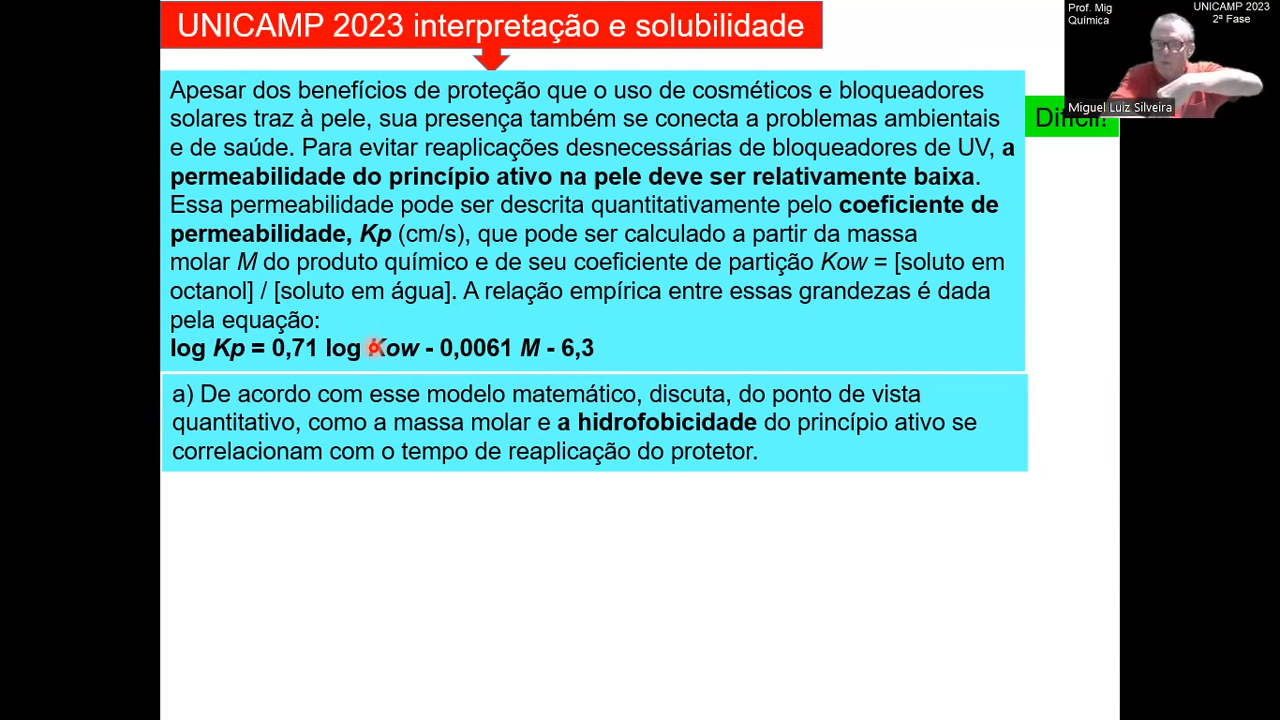 UNICAMP 2023 interpretação e solubilidade
Apesar dos benefícios de proteção que o uso de cosméticos e bloqueadores
solares traz à pele, sua presença também se conecta a problemas ambientais
e de saúde. Para evitar reaplicações desnecessárias de bloqueadores de UV, a
permeabilidade do princípio ativo na pele deve ser relativamente baixa.
Essa permeabilidade pode ser descrita quantitativamente pelo coeficiente de
permeabilidade, Kp (cm/s), que pode ser calculado a partir da massa
molar M do produto químico e de seu coeficiente de partição Kow = [soluto em
octanol] / [soluto em água]. A relação empírica entre essas grandezas é dada
pela equação:
log Kp = 0,71 log Kow - 0,0061 M - 6,3
a) De acordo com esse modelo matemático, discuta, do ponto de vista
quantitativo, como a massa molar e a hidrofobicidade do princípio ativo se
correlacionam com o tempo de reaplicação do protetor.
Prof. Mig
Química
UNICAMP 2023
2ª Fase
Miguel Luiz Silveira
Difícil!